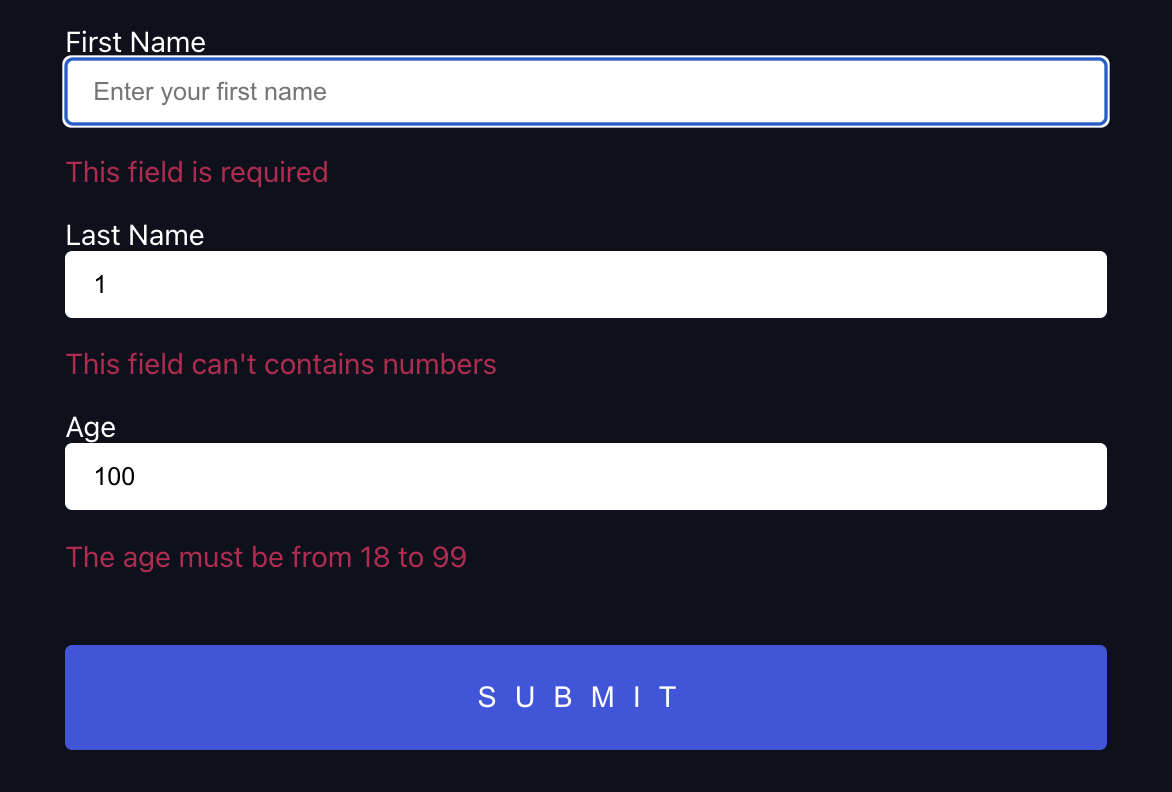 First Name
Enter your first name
This field is required
Last Name
1
This field can't contains numbers
Age
100
The age must be from 18 to 99
SUBMIT